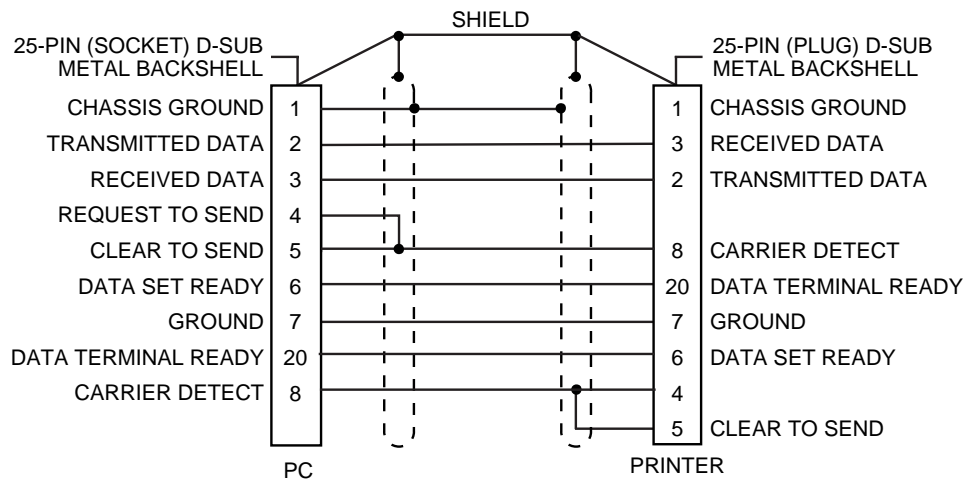 SHIELD
25-PIN (SOCKET) D-SUB
METAL BACKSHELL
25-PIN (PLUG) D-SUB
METAL BACKSHELL
CHASSIS GROUND 1 1 CHASSIS GROUND
TRANSMITTED DATA 2 3 RECEIVED DATA
RECEIVED DATA 3 2 TRANSMITTED DATA
REQUEST TO SEND 4
CLEAR TO SEND 5 8 CARRIER DETECT
DATA SET READY 6 20 DATA TERMINAL READY
GROUND 7 7 GROUND
DATA TERMINAL READY 20 6 DATA SET READY
CARRIER DETECT 8 4
5 CLEAR TO SEND
PC PRINTER